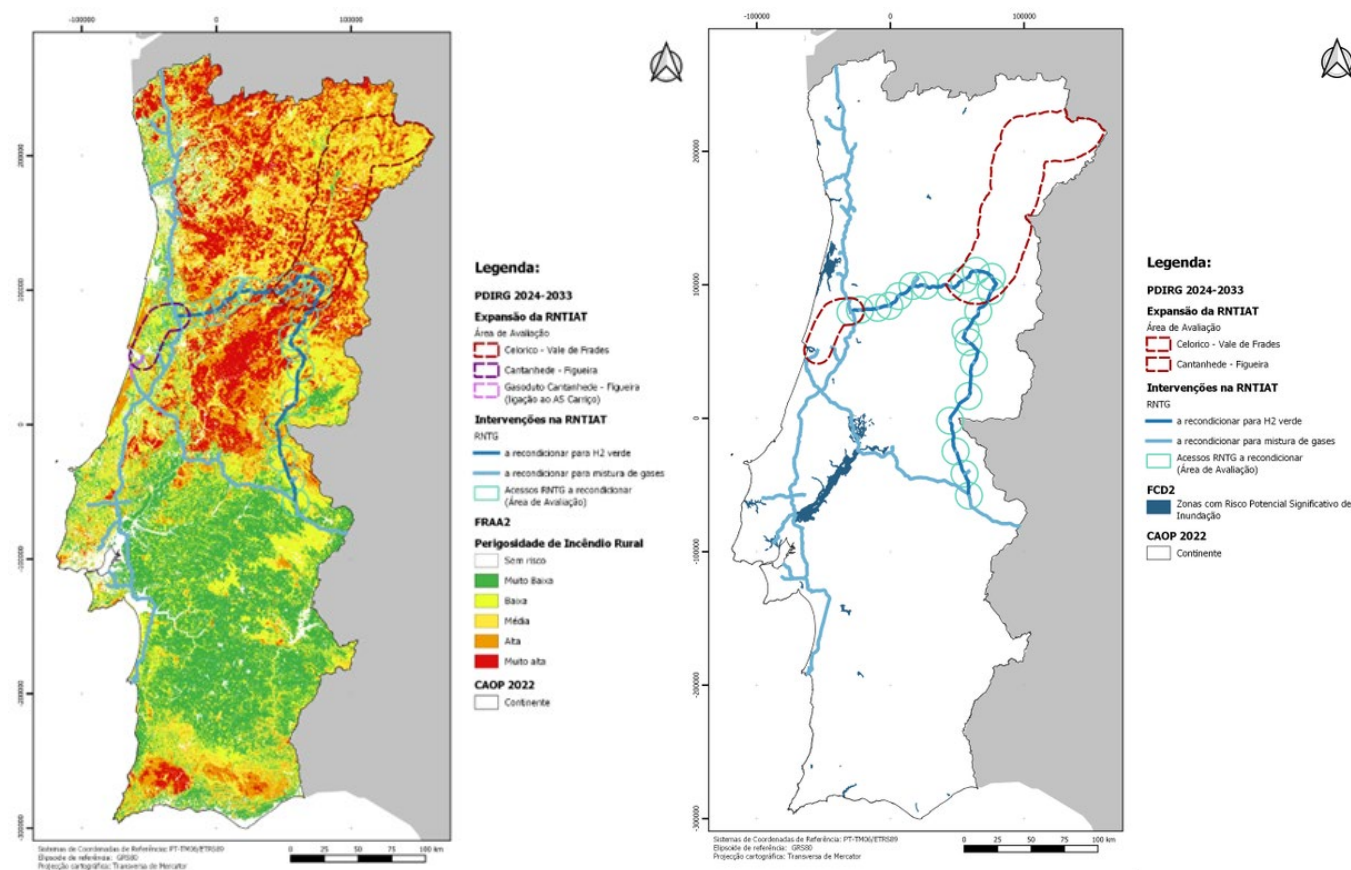 -100000
0
100000
200000
100000
0
-100000
-200000
-300000
Legenda:
PDIRG 2024-2033
Expansão da RNTIAT
Área de Avaliação
Celorico - Vale de Frades
Cantanhede - Figueira
Gasoduto Cantanhede - Figueira
(ligação ao AS Carriço)
Intervenções na RNTIAT
RNTG
a recondicionar para H2 verde
a recondicionar para mistura de gases
Acessos RNTG a recondicionar
(Área de Avaliação)
FRAA2
Perigosidade de Incêndio Rural
Sem risco
Muito Baixa
Baixa
Média
Alta
Muito alta
CAOP 2022
Continente
Sistemas de Coordenadas de Referência: PT-TM06/ETRS89
Elipsoide de referência: GRS80
Projecção cartográfica: Transversa de Mercator
0 25 50 75 100 km
-100000
0
100000
200000
100000
0
-100000
-200000
-300000
Legenda:
PDIRG 2024-2033
Expansão da RNTIAT
Área de Avaliação
Celorico - Vale de Frades
Cantanhede - Figueira
Intervenções na RNTIAT
RNTG
a recondicionar para H2 verde
a recondicionar para mistura de gases
Acessos RNTG a recondicionar
(Área de Avaliação)
FCD2
Zonas com Risco Potencial Significativo de
Inundação
CAOP 2022
Continente
Sistemas de Coordenadas de Referência: PT-TM06/ETRS89
Elipsoide de referência: GRS80
Projecção cartográfica: Transversa de Mercator
0 25 50 75 100 km